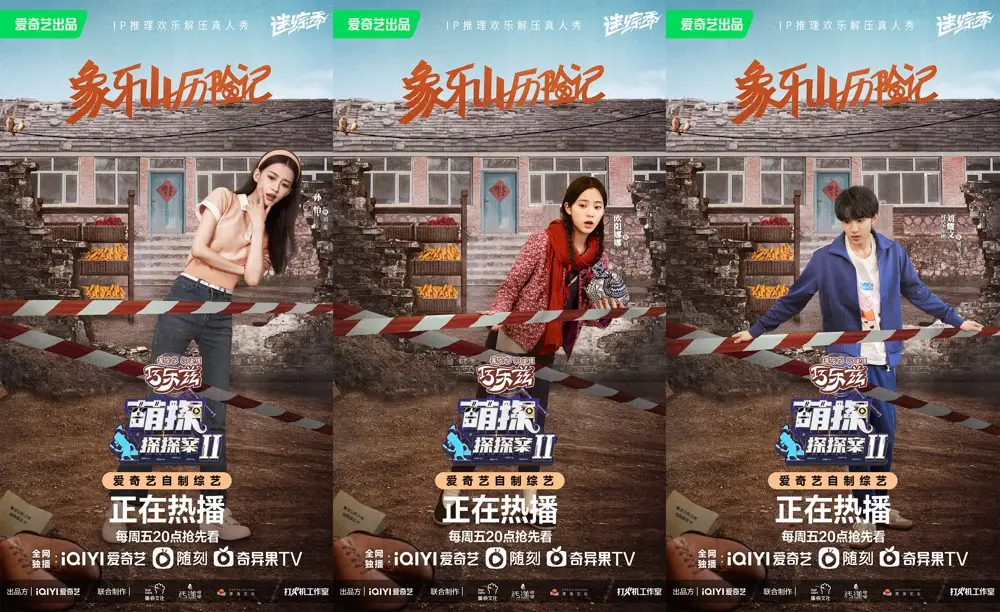 爱奇艺出品
IP推理欢乐解压真人秀
迷综季
象牙山历险记
孙怡
巧乐兹
萌探
探探案II
爱奇艺自制综艺
正在热播
每周五20点抢先看
全网独播：iQIYI爱奇艺 随刻 奇异果TV
出品方 iQIYI爱奇艺 联合制作 打火机工作室
爱奇艺出品
IP推理欢乐解压真人秀
迷综季
象牙山历险记
欧阳娜娜
巧乐兹
萌探
探探案II
爱奇艺自制综艺
正在热播
每周五20点抢先看
全网独播：iQIYI爱奇艺 随刻 奇异果TV
出品方 iQIYI爱奇艺 联合制作 打火机工作室
爱奇艺出品
IP推理欢乐解压真人秀
迷综季
象牙山历险记
巧乐兹
萌探
探探案II
爱奇艺自制综艺
正在热播
每周五20点抢先看
全网独播：iQIYI爱奇艺 随刻 奇异果TV
出品方 iQIYI爱奇艺 联合制作 打火机工作室